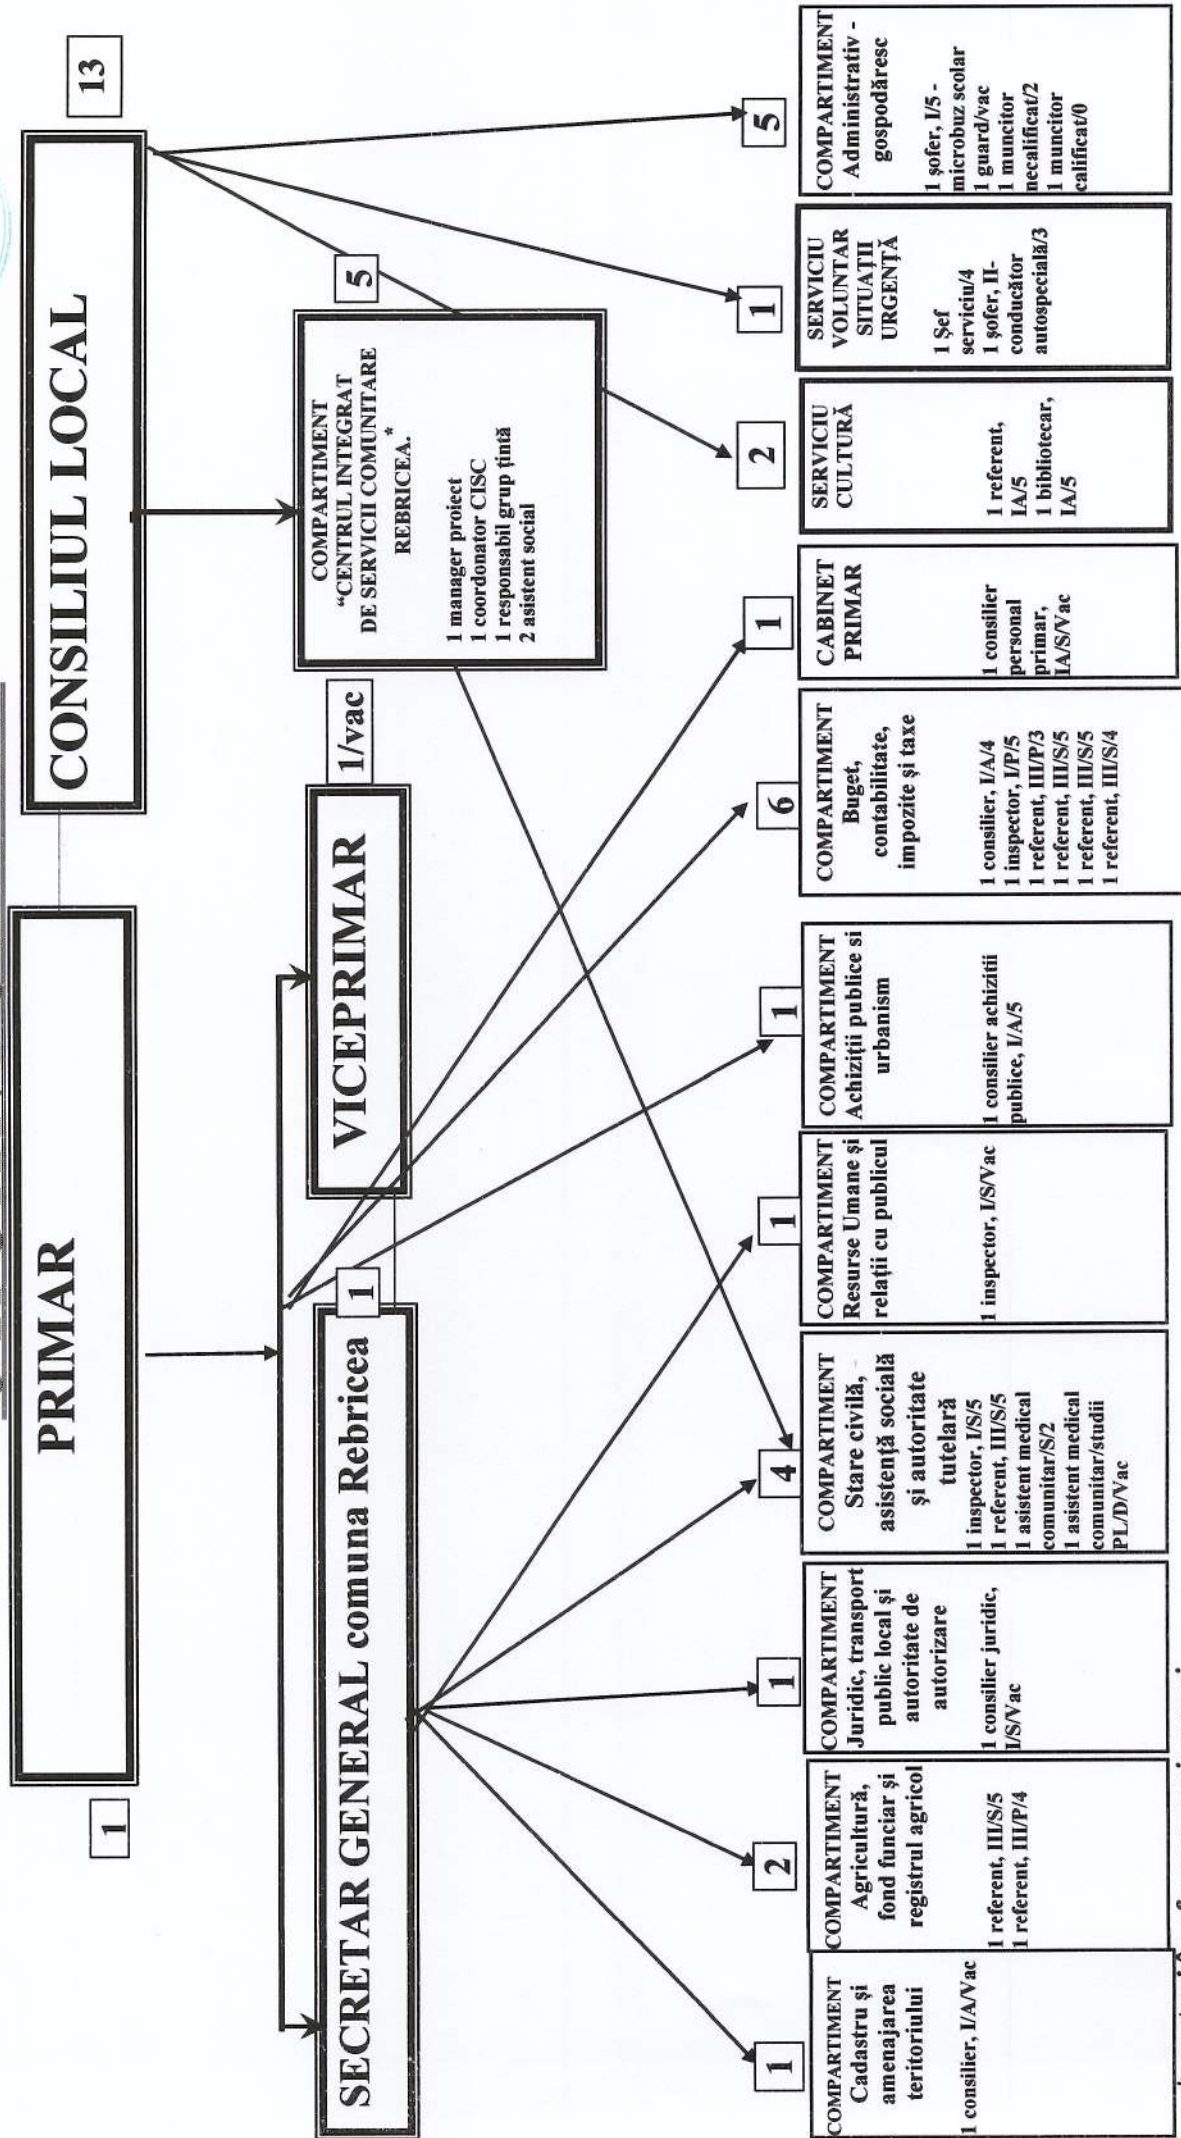 PRIMAR
1
CONSILIUL LOCAL
13
SECRETAR GENERAL comuna Rebricea
1
VICEPRIMAR
1/vac
COMPARTIMENT
“CENTRUL INTEGRAT
DE SERVICII COMUNITARE
REBRICEA.*
1 manager proiect
1 coordonator CISC
1 responsabil grup țintă
2 asistent social
5
1
COMPARTIMENT
Cadastru și
amenajarea
teritoriului
1 consilier, I/A/Vac
2
COMPARTIMENT
Agricultură,
fond funciar și
registrul agricol
1 referent, III/S/5
1 referent, III/P/4
1
COMPARTIMENT
Juridic, transport
public local și
autoritate de
autorizare
1 consilier juridic,
I/S/Vac
4
COMPARTIMENT
Stare civilă, -
asistență socială
și autoritate
tutelară
1 inspector, I/S/5
1 referent, III/S/5
1 asistent medical
comunitar/S/2
1 asistent medical
comunitar/studii
PL/D/Vac
1
COMPARTIMENT
Resurse Umane și
relații cu publicul
1 inspector, I/S/Vac
1
COMPARTIMENT
Achiziții publice si
urbanism
1 consilier achizitii
publice, I/A/5
6
COMPARTIMENT
Buget,
contabilitate,
impozite și taxe
1 consilier, I/A/4
1 inspector, I/P/5
1 referent, III/P/3
1 referent, III/S/5
1 referent, III/S/5
1 referent, III/S/4
1
CABINET
PRIMAR
1 consilier
personal
primar,
IA/S/Vac
2
SERVICIU
CULTURĂ
1 referent,
IA/5
1 bibliotecar,
IA/5
1
SERVICIU
VOLUNTAR
SITUAȚII
URGENȚĂ
1 Șef
serviciu/4
1 șofer, II-
conducător
autospecială/3
5
COMPARTIMENT
Administrativ -
gospodăresc
1 șofer, I/5 -
microbuz scolar
1 guard/vac
1 muncitor
necalificat/2
1 muncitor
calificat/0